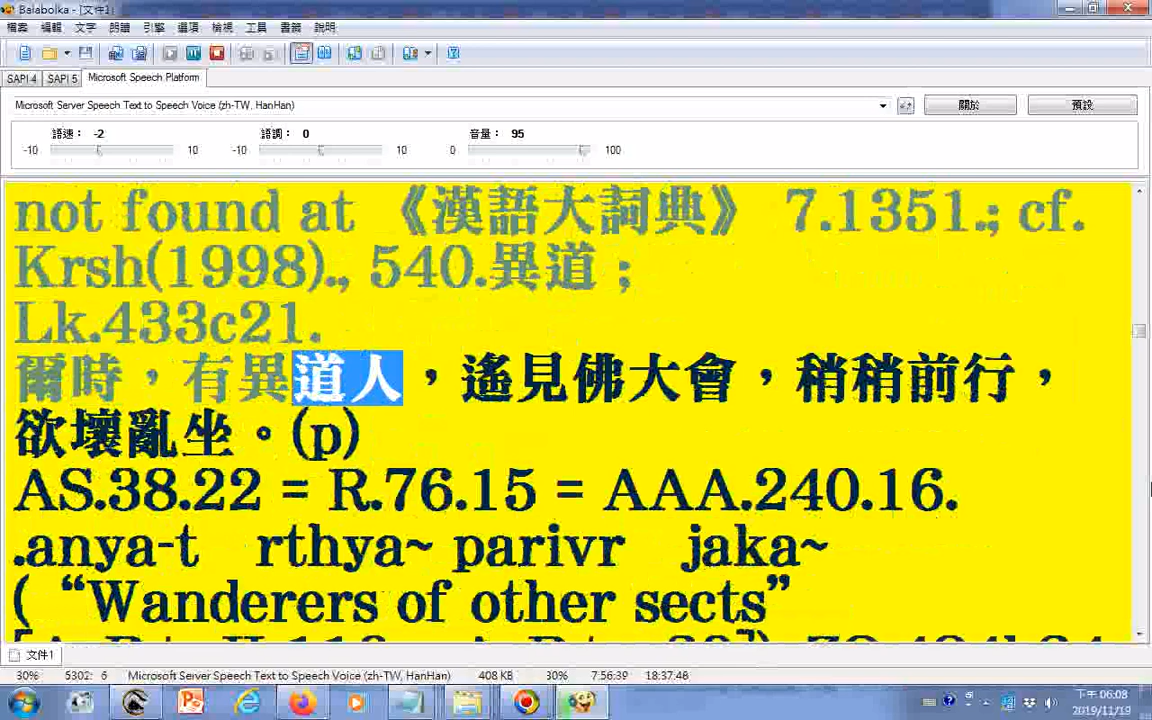 Balabolka - [文件1]
檔案 編輯 文字 朗讀 引擎 選項 檢視 工具 書籤 說明
SAPI 4 SAPI 5 Microsoft Speech Platform
Microsoft Server Speech Text to Speech Voice (zh-TW, HanHan) 關於 預設
語速： -2 語調： 0 音量： 95
-10 10 -10 10 0 100
not found at 《漢語大詞典》 7.1351.; cf.
Krsh(1998)., 540.異道；
Lk.433c21.
爾時，有異道人，遙見佛大會，稍稍前行，
欲壞亂坐。(p)
AS.38.22 = R.76.15 = AAA.240.16.
.anya-t rthya~ parivr jaka~
(“Wanderers of other sects”
文件1
30% 5302: 6 Microsoft Server Speech Text to Speech Voice (zh-TW, HanHan) 408 KB 30% 7:56:39 18:37:48
下午 06:08
2019/11/19